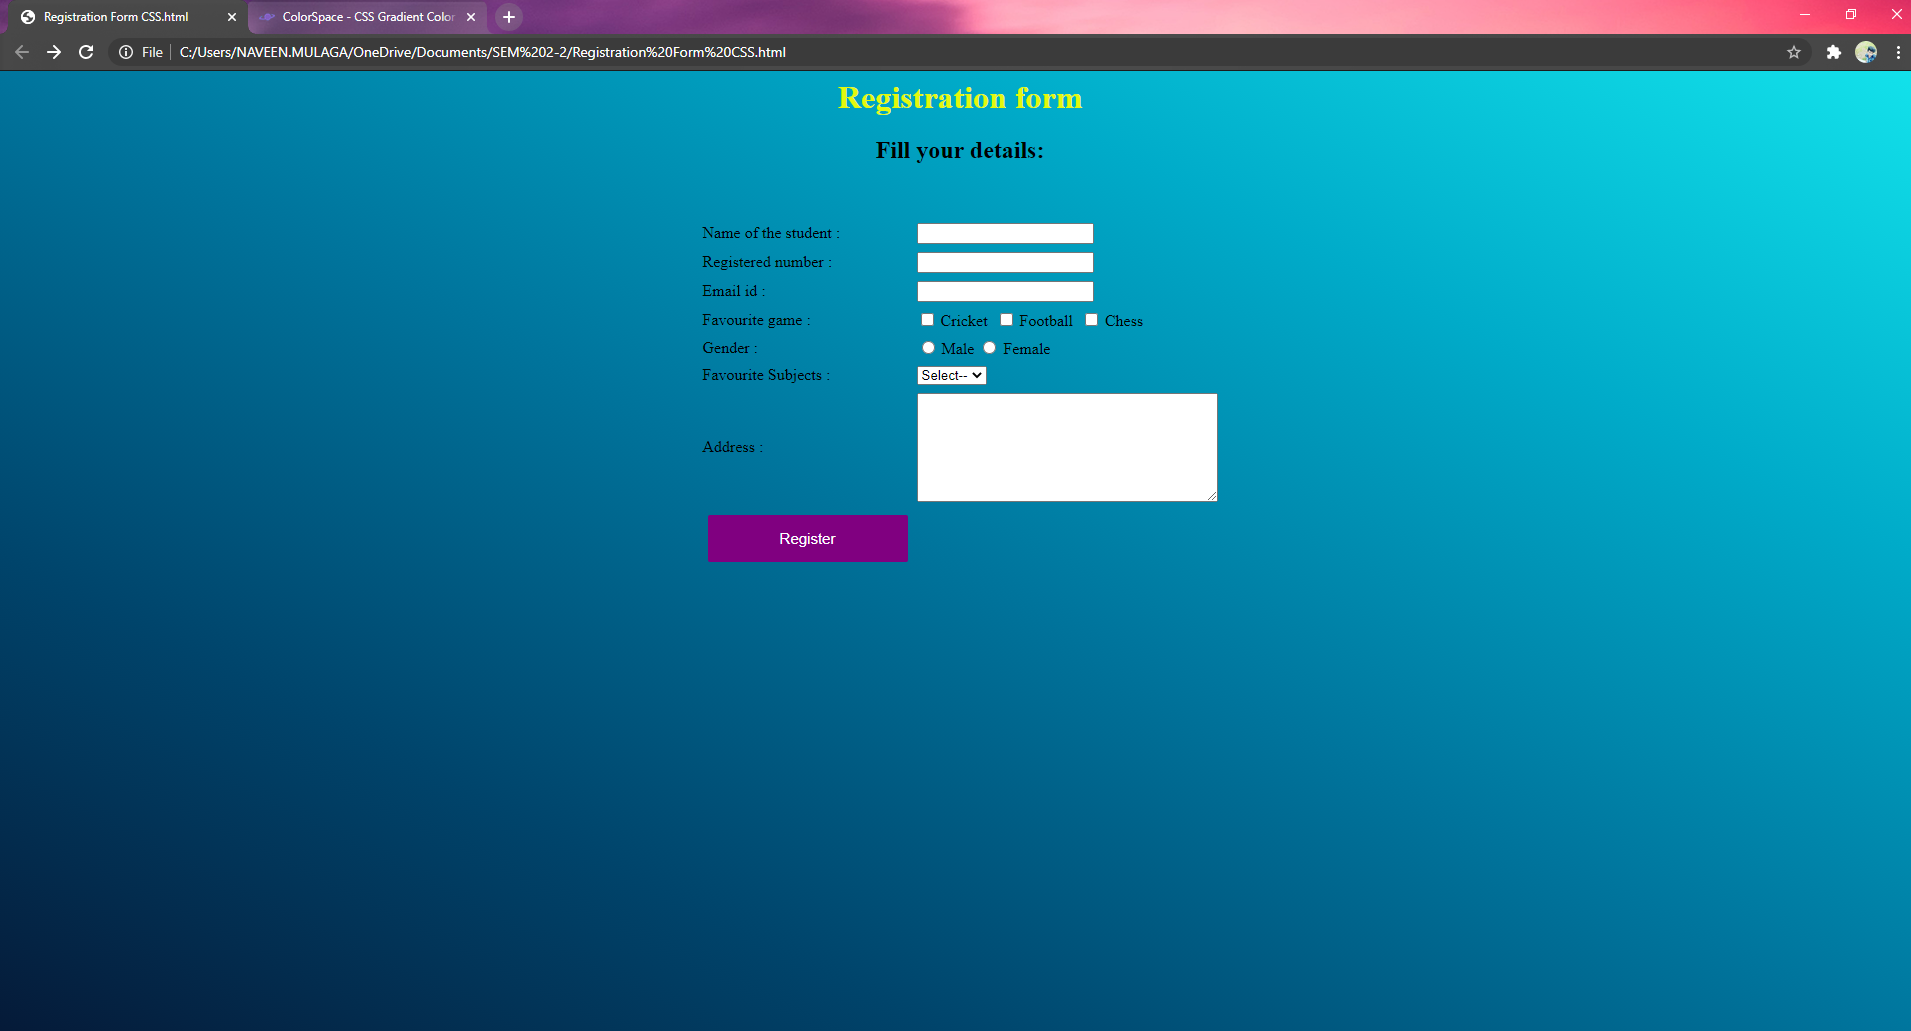 Registration Form CSS.html
ColorSpace - CSS Gradient Color
File
C:/Users/NAVEEN.MULAGA/OneDrive/Documents/SEM%202-2/Registration%20Form%20CSS.html
Registration form
Fill your details:
Name of the student :
Registered number :
Email id :
Favourite game : Cricket Football Chess
Gender : Male Female
Favourite Subjects : Select--
Address :
Register